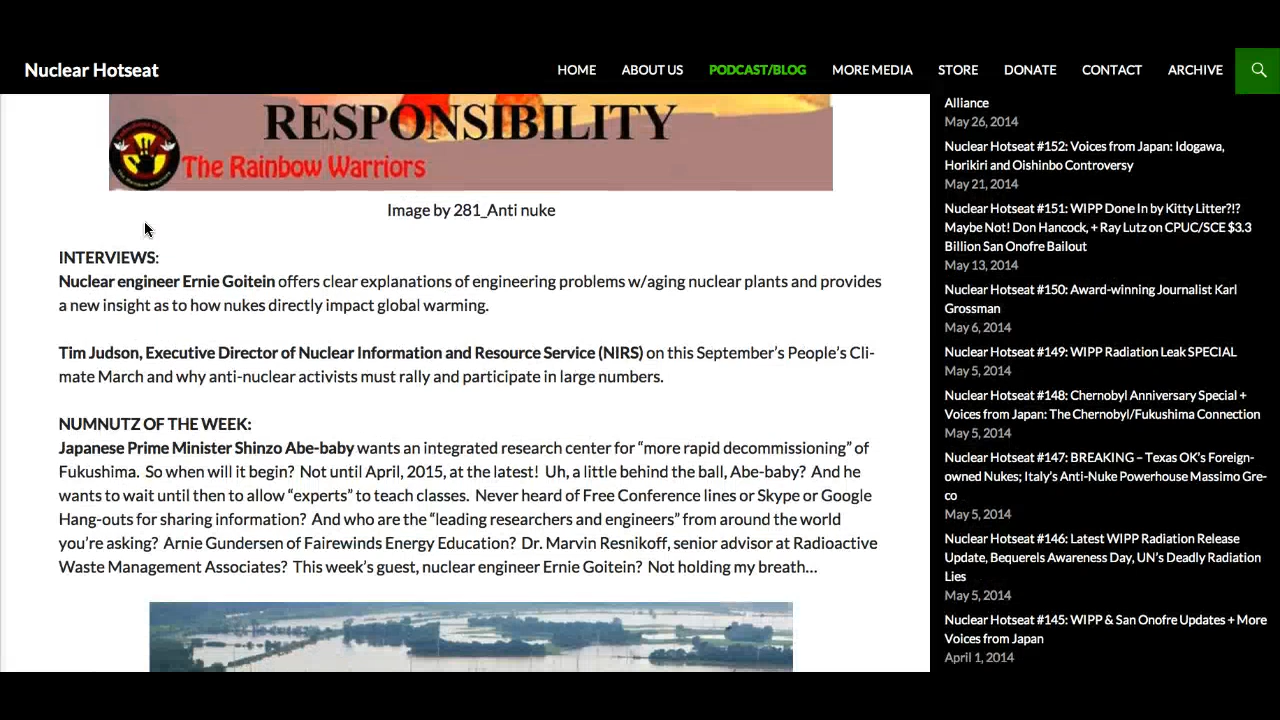 Nuclear Hotseat
HOME
ABOUT US
PODCAST/BLOG
MORE MEDIA
STORE
DONATE
CONTACT
ARCHIVE
RESPONSIBILITY
The Rainbow Warriors
Image by 281_Anti nuke
INTERVIEWS:
Nuclear engineer Ernie Goitein offers clear explanations of engineering problems w/aging nuclear plants and provides
a new insight as to how nukes directly impact global warming.
Tim Judson, Executive Director of Nuclear Information and Resource Service (NIRS) on this September's People's Cli-
mate March and why anti-nuclear activists must rally and participate in large numbers.
NUMNUTZ OF THE WEEK:
Japanese Prime Minister Shinzo Abe-baby wants an integrated research center for “more rapid decommissioning” of
Fukushima. So when will it begin? Not until April, 2015, at the latest! Uh, a little behind the ball, Abe-baby? And he
wants to wait until then to allow “experts” to teach classes. Never heard of Free Conference lines or Skype or Google
Hang-outs for sharing information? And who are the “leading researchers and engineers” from around the world
you're asking? Arnie Gundersen of Fairewinds Energy Education? Dr. Marvin Resnikoff, senior advisor at Radioactive
Waste Management Associates? This week's guest, nuclear engineer Ernie Goitein? Not holding my breath...
Alliance
May 26, 2014
Nuclear Hotseat #152: Voices from Japan: Idogawa,
Horikiri and Oishinbo Controversy
May 21, 2014
Nuclear Hotseat #151: WIPP Done In by Kitty Litter?!?
Maybe Not! Don Hancock, + Ray Lutz on CPUC/SCE $3.3
Billion San Onofre Bailout
May 13, 2014
Nuclear Hotseat #150: Award-winning Journalist Karl
Grossman
May 6, 2014
Nuclear Hotseat #149: WIPP Radiation Leak SPECIAL
May 5, 2014
Nuclear Hotseat #148: Chernobyl Anniversary Special +
Voices from Japan: The Chernobyl/Fukushima Connection
May 5, 2014
Nuclear Hotseat #147: BREAKING – Texas OK's Foreign-
owned Nukes; Italy's Anti-Nuke Powerhouse Massimo Gre-
co
May 5, 2014
Nuclear Hotseat #146: Latest WIPP Radiation Release
Update, Bequerels Awareness Day, UN's Deadly Radiation
Lies
May 5, 2014
Nuclear Hotseat #145: WIPP & San Onofre Updates + More
Voices from Japan
April 1, 2014